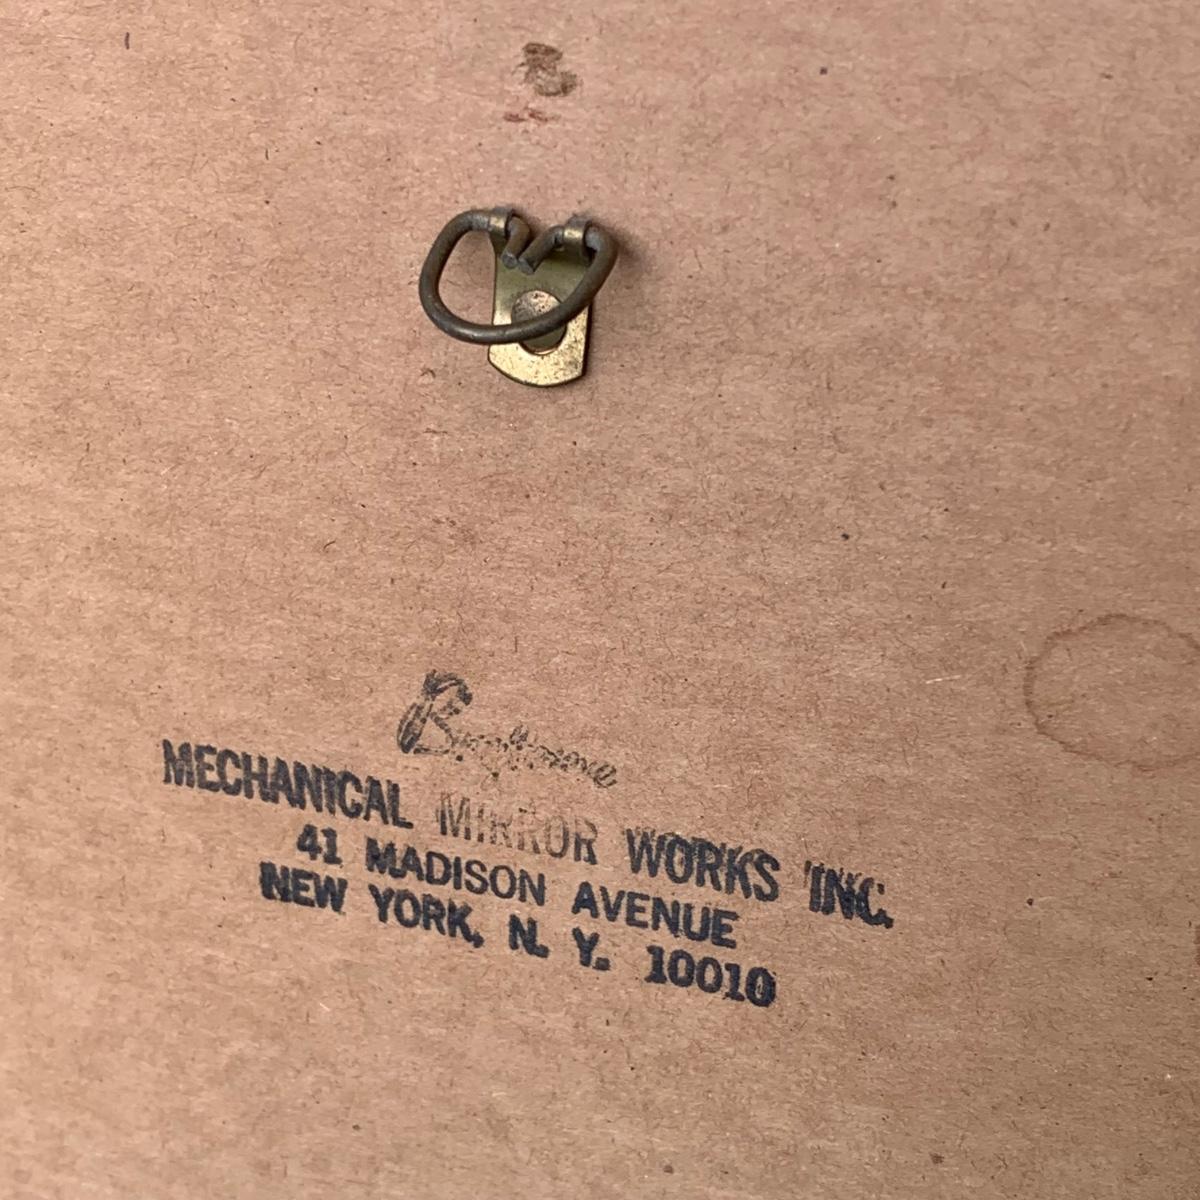 MECHANICAL MIRROR WORKS INC.
41 MADISON AVENUE
NEW YORK, N. Y. 10010